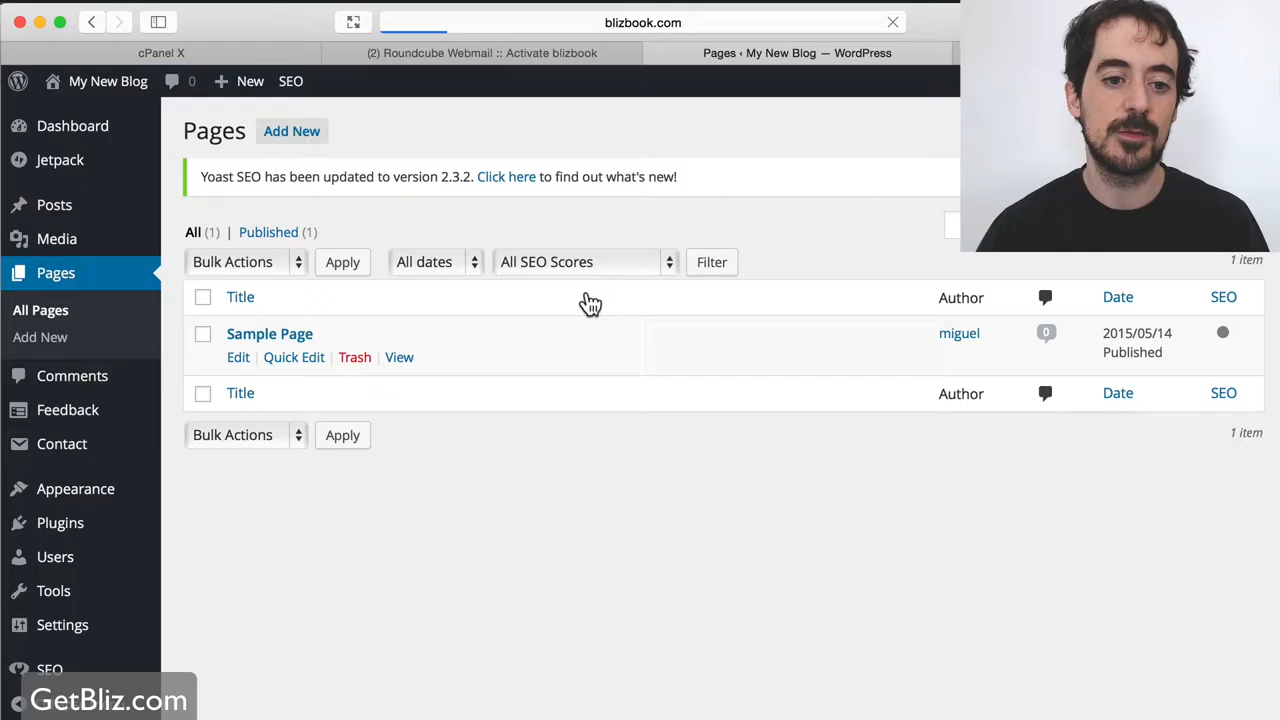 blizbook.com
cPanel X
(2) Roundcube Webmail :: Activate blizbook
Pages ‹ My New Blog — WordPress
My New Blog 0 New SEO
Dashboard
Jetpack
Posts
Media
Pages
All Pages
Add New
Comments
Feedback
Contact
Appearance
Plugins
Users
Tools
Settings
SEO
Pages Add New
Yoast SEO has been updated to version 2.3.2. Click here to find out what's new!
All (1) | Published (1)
Bulk Actions Apply All dates All SEO Scores Filter
1 item
Title Author Date SEO
Sample Page miguel 0 2015/05/14
Published
Edit | Quick Edit | Trash | View
Title Author Date SEO
Bulk Actions Apply
1 item
GetBliz.com